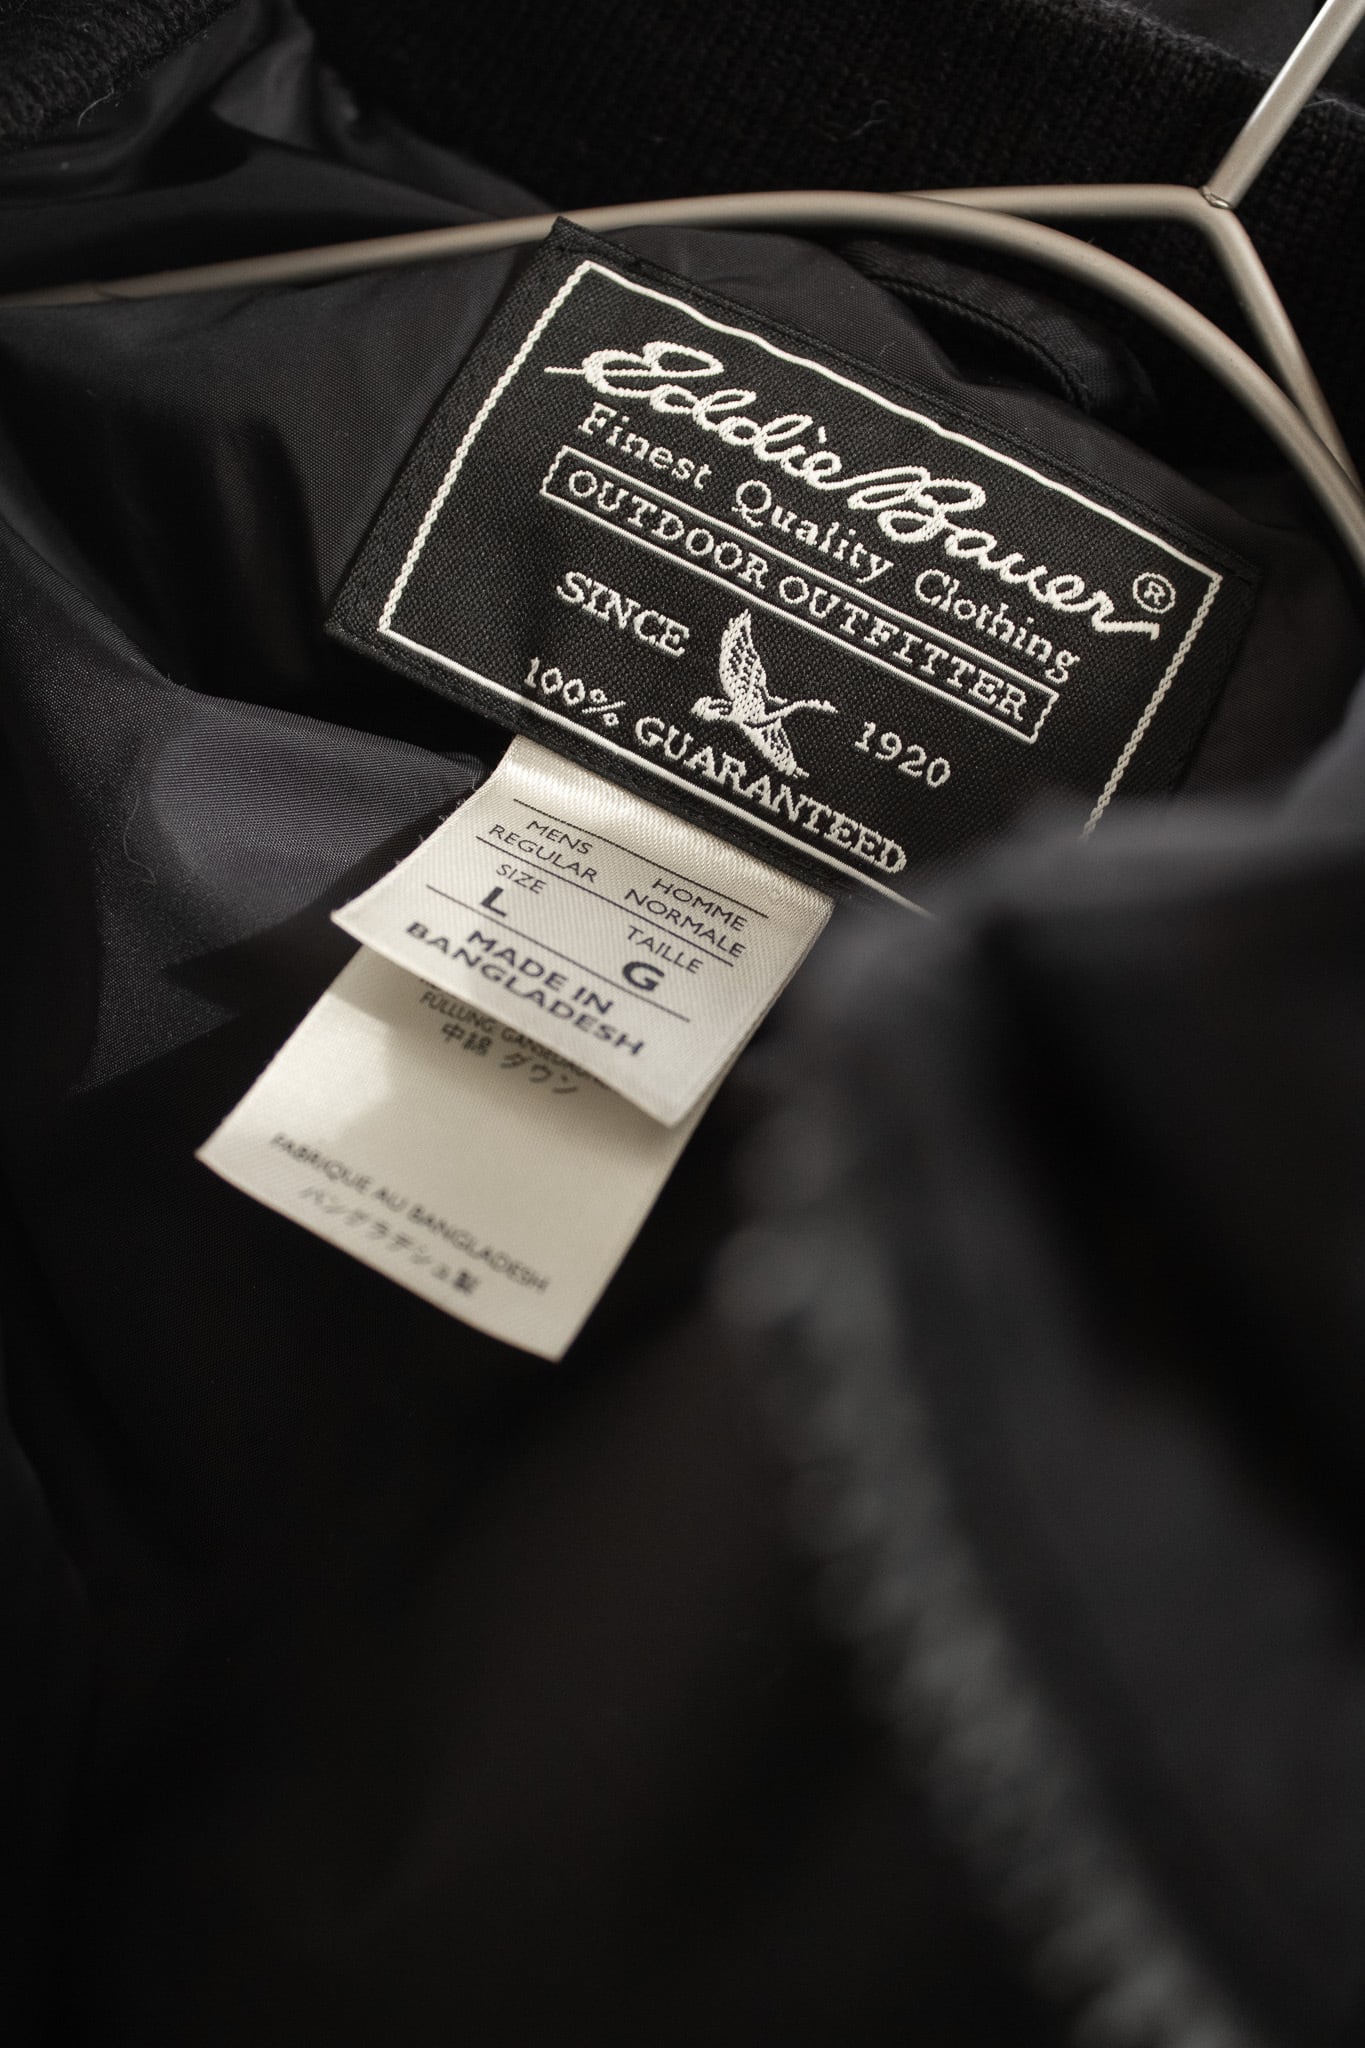 Eddie Bauer®
Finest Quality Clothing
OUTDOOR OUTFITTER
SINCE 1920
100% GUARANTEED
MENS HOMME
REGULAR NORMALE
SIZE TAILLE
L G
MADE IN
BANGLADESH
FÜLLUNG
中綿 ダウン
FABRIQUE AU BANGLADESH
バングラデシュ製